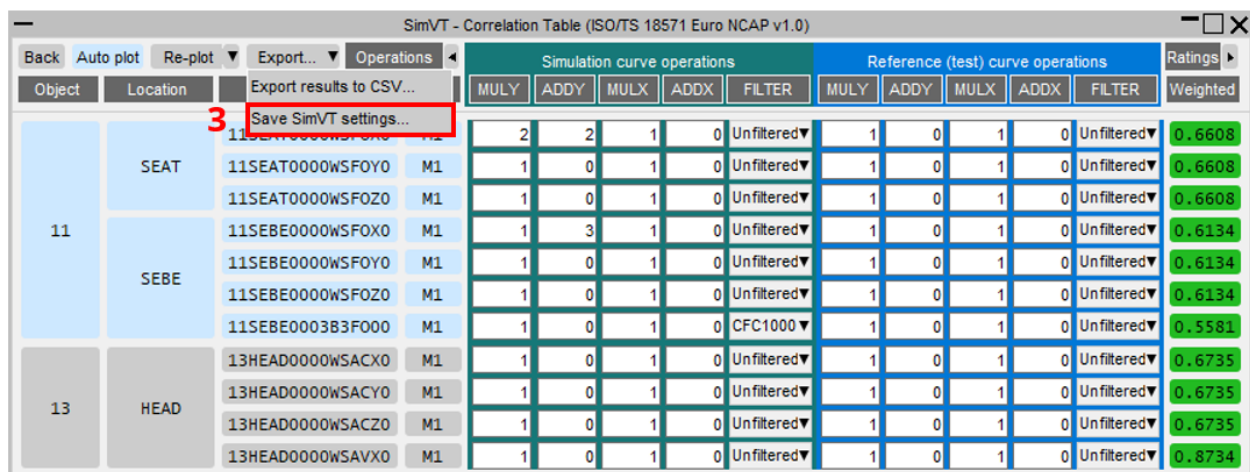 SimVT - Correlation Table (ISO/TS 18571 Euro NCAP v1.0)
Back Auto plot Re-plot ▼ Export... ▼ Operations ◄ Simulation curve operations Reference (test) curve operations Ratings ►
Object Location Export results to CSV... MULY ADDY MULX ADDX FILTER MULY ADDY MULX ADDX FILTER Weighted
3 Save SimVT settings...
M1 2 2 1 0 Unfiltered▼ 1 0 1 0 Unfiltered▼ 0.6608
SEAT 11SEAT0000WSFOY0 M1 1 0 1 0 Unfiltered▼ 1 0 1 0 Unfiltered▼ 0.6608
11SEAT0000WSFOZ0 M1 1 0 1 0 Unfiltered▼ 1 0 1 0 Unfiltered▼ 0.6608
11 11SEBE0000WSFOX0 M1 1 3 1 0 Unfiltered▼ 1 0 1 0 Unfiltered▼ 0.6134
11SEBE0000WSFOY0 M1 1 0 1 0 Unfiltered▼ 1 0 1 0 Unfiltered▼ 0.6134
SEBE
11SEBE0000WSFOZ0 M1 1 0 1 0 Unfiltered▼ 1 0 1 0 Unfiltered▼ 0.6134
11SEBE0003B3FO00 M1 1 0 1 0 CFC1000 ▼ 1 0 1 0 Unfiltered▼ 0.5581
13HEAD0000WSACX0 M1 1 0 1 0 Unfiltered▼ 1 0 1 0 Unfiltered▼ 0.6735
13HEAD0000WSACY0 M1 1 0 1 0 Unfiltered▼ 1 0 1 0 Unfiltered▼ 0.6735
13 HEAD
13HEAD0000WSACZ0 M1 1 0 1 0 Unfiltered▼ 1 0 1 0 Unfiltered▼ 0.6735
13HEAD0000WSAVX0 M1 1 0 1 0 Unfiltered▼ 1 0 1 0 Unfiltered▼ 0.8734